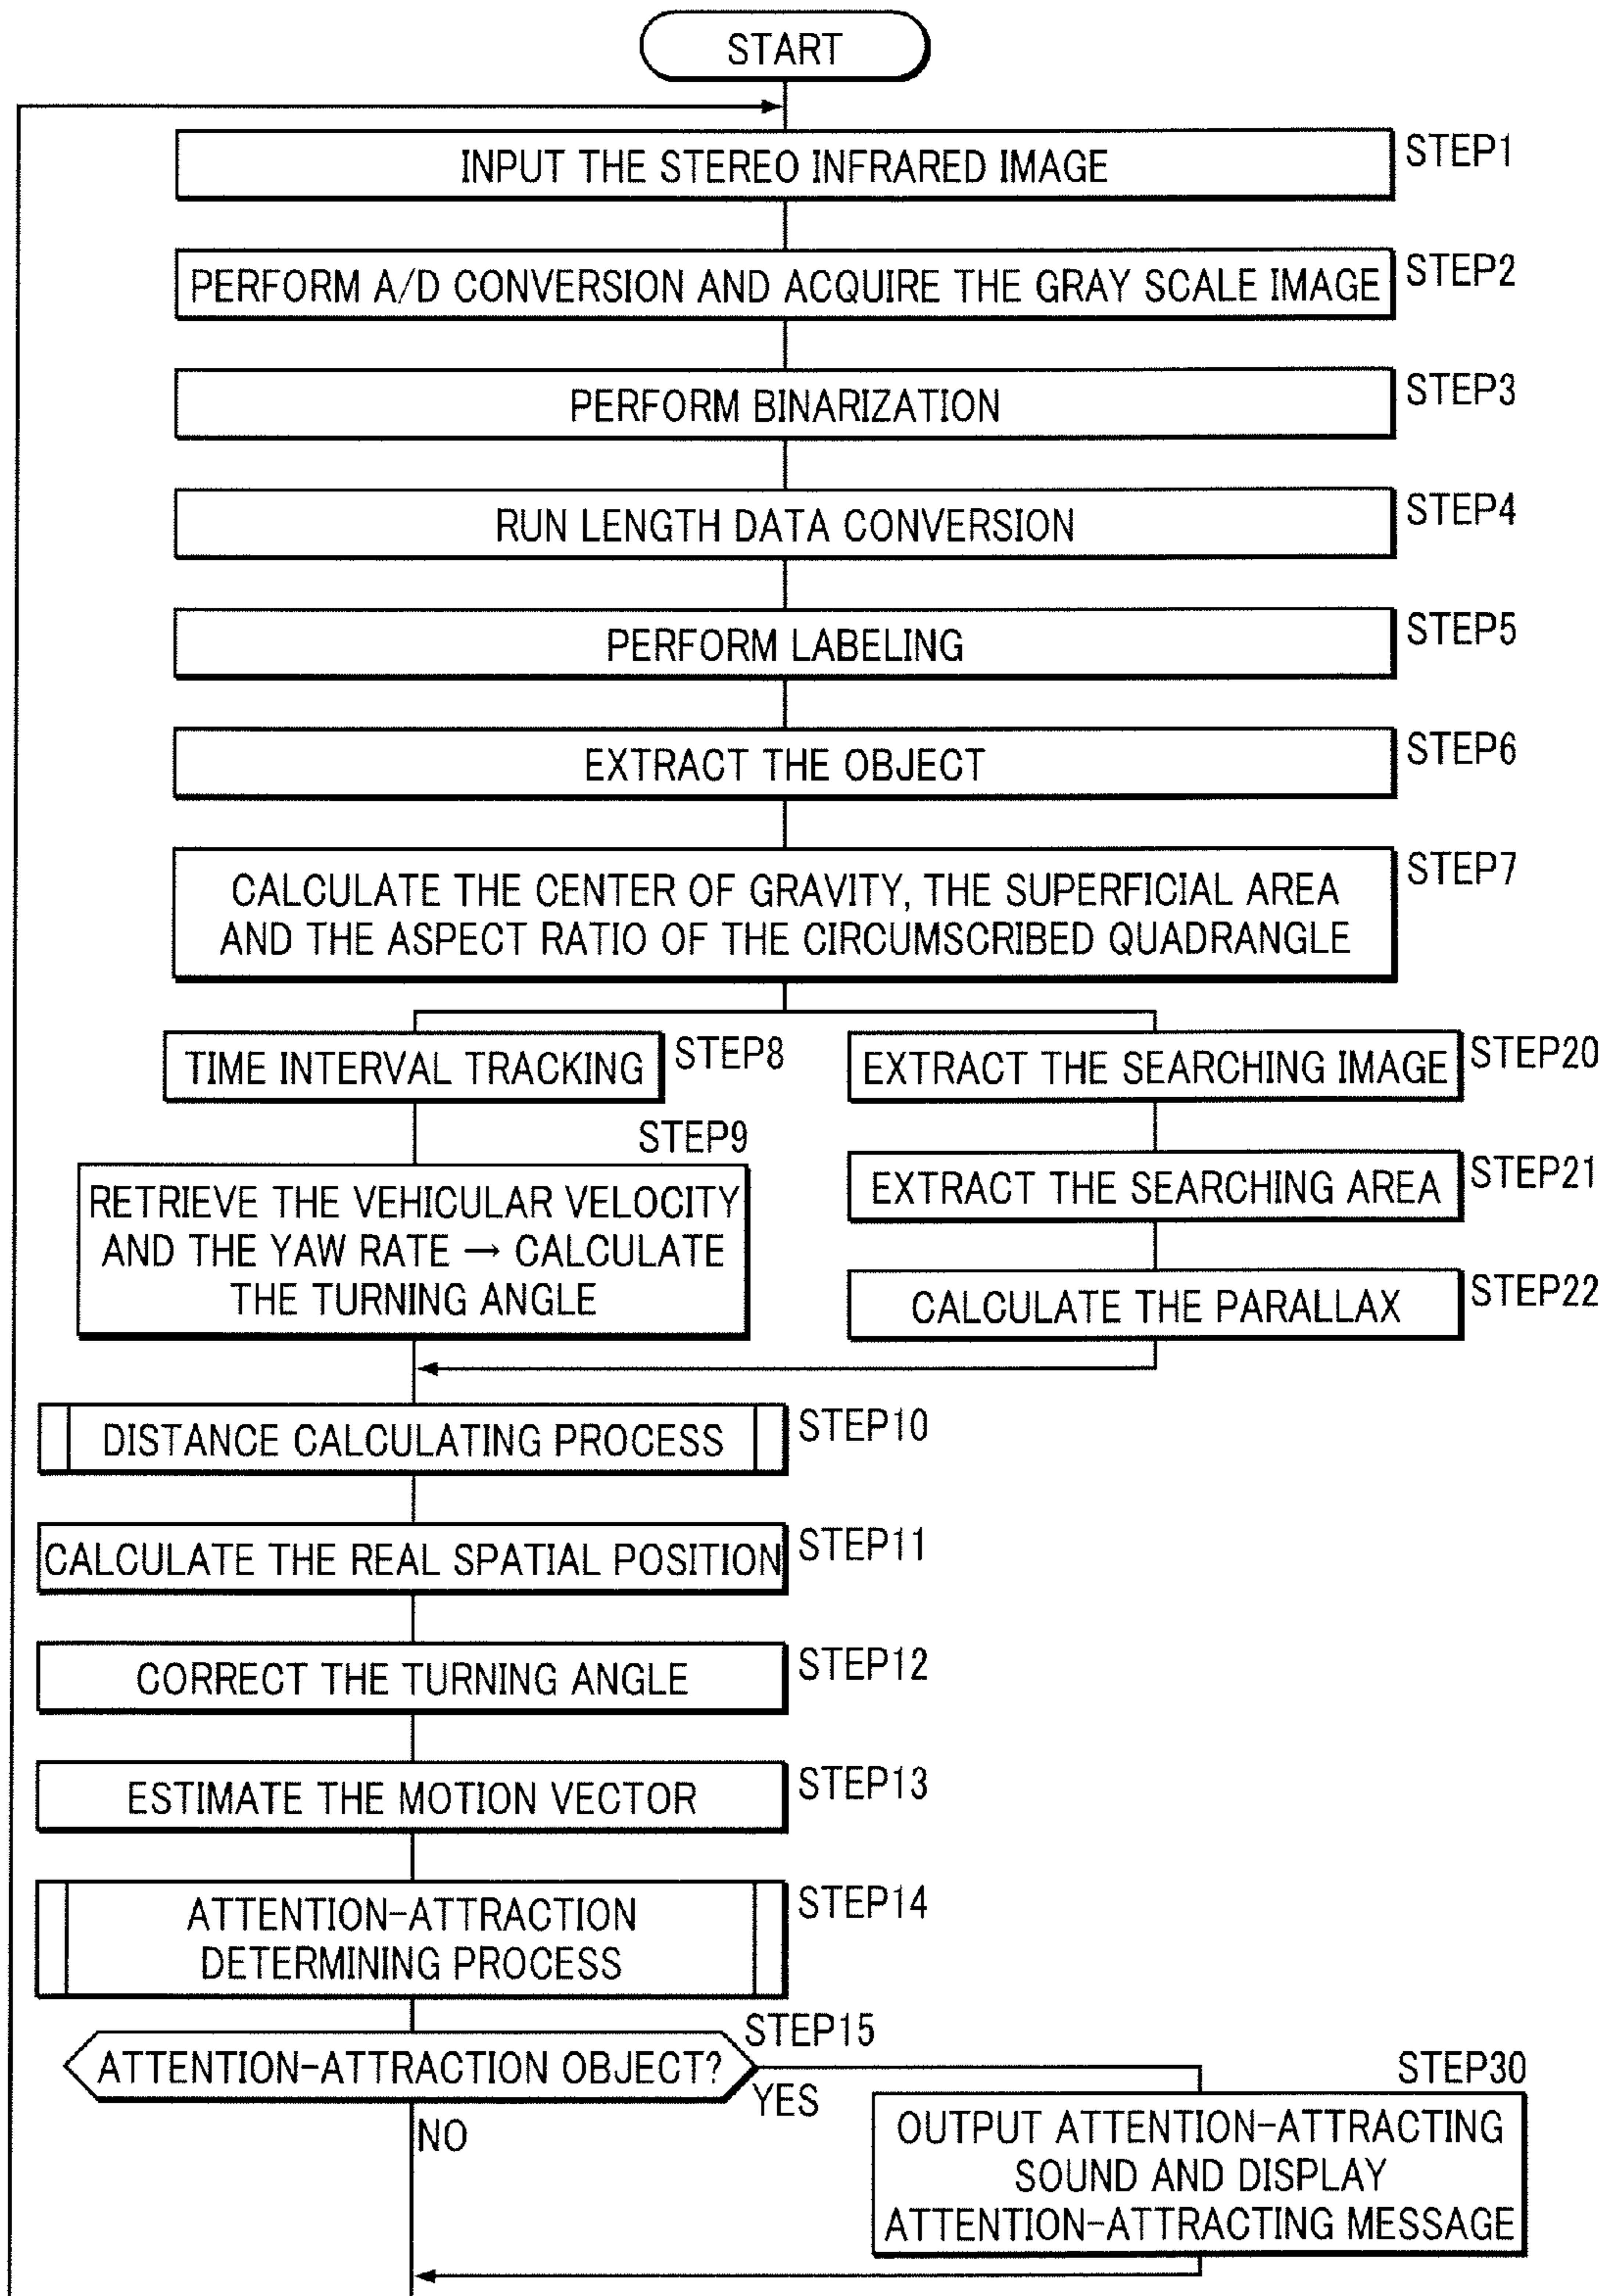 START
INPUT THE STEREO INFRARED IMAGE
STEP1
PERFORM A/D CONVERSION AND ACQUIRE THE GRAY SCALE IMAGE
STEP2
PERFORM BINARIZATION
STEP3
RUN LENGTH DATA CONVERSION
STEP4
PERFORM LABELING
STEP5
EXTRACT THE OBJECT
STEP6
CALCULATE THE CENTER OF GRAVITY, THE SUPERFICIAL AREA
AND THE ASPECT RATIO OF THE CIRCUMSCRIBED QUADRANGLE
STEP7
TIME INTERVAL TRACKING
STEP8
STEP9
RETRIEVE THE VEHICULAR VELOCITY
AND THE YAW RATE → CALCULATE
THE TURNING ANGLE
EXTRACT THE SEARCHING IMAGE
STEP20
EXTRACT THE SEARCHING AREA
STEP21
CALCULATE THE PARALLAX
STEP22
DISTANCE CALCULATING PROCESS
STEP10
CALCULATE THE REAL SPATIAL POSITION
STEP11
CORRECT THE TURNING ANGLE
STEP12
ESTIMATE THE MOTION VECTOR
STEP13
ATTENTION-ATTRACTION
DETERMINING PROCESS
STEP14
STEP15
ATTENTION-ATTRACTION OBJECT?
YES
NO
STEP30
OUTPUT ATTENTION-ATTRACTING
SOUND AND DISPLAY
ATTENTION-ATTRACTING MESSAGE